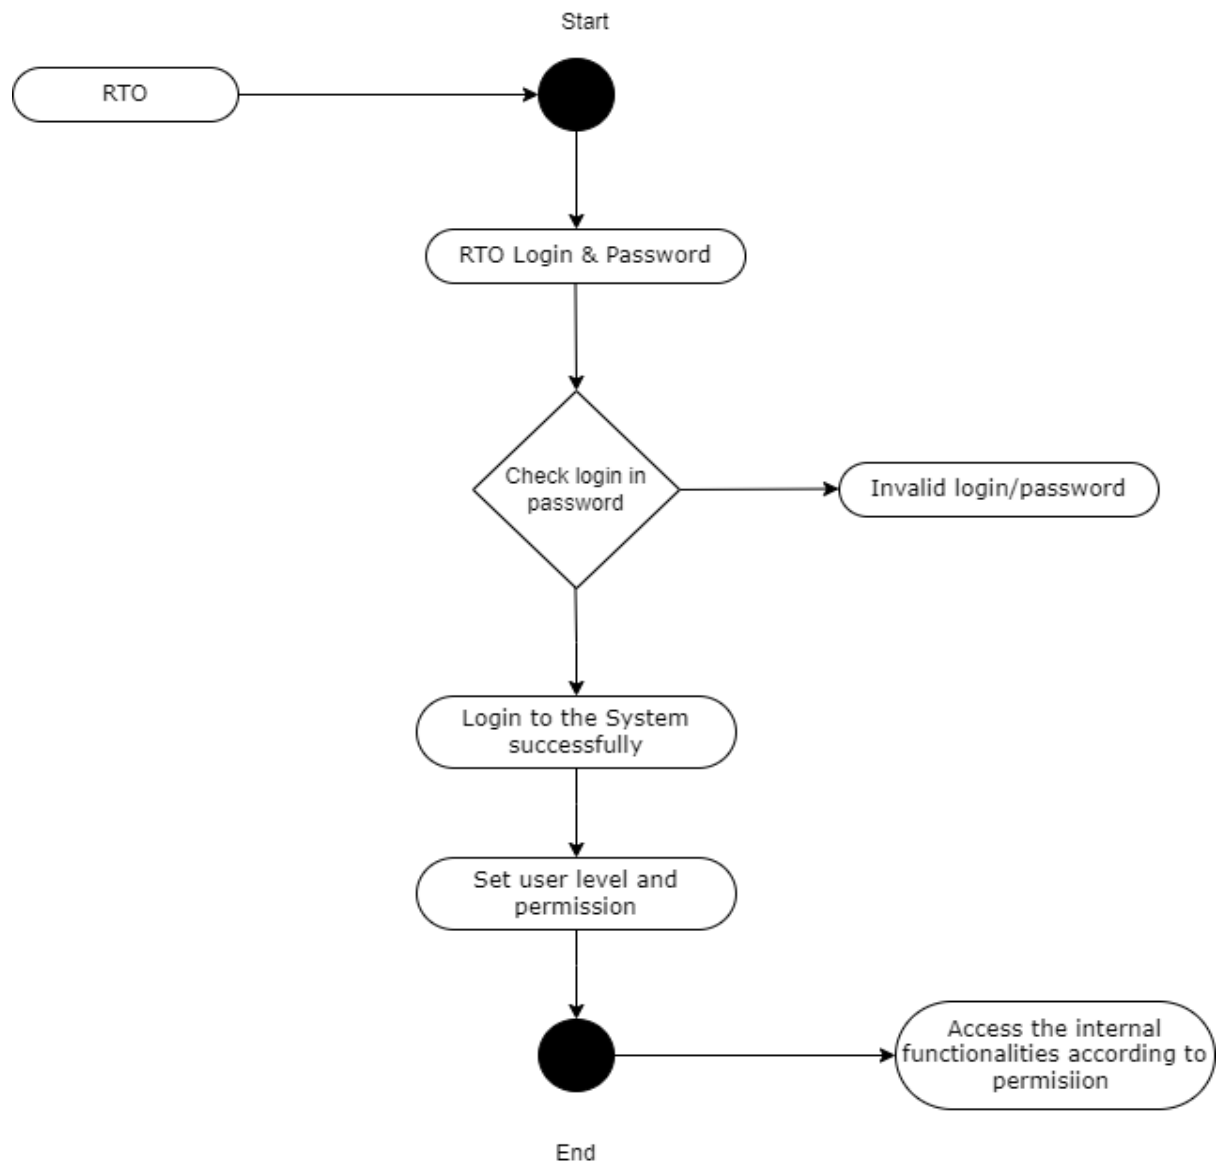 Start
RTO
RTO Login & Password
Check login in
password
Invalid login/password
Login to the System
successfully
Set user level and
permission
Access the internal
functionalities according to
permisiion
End